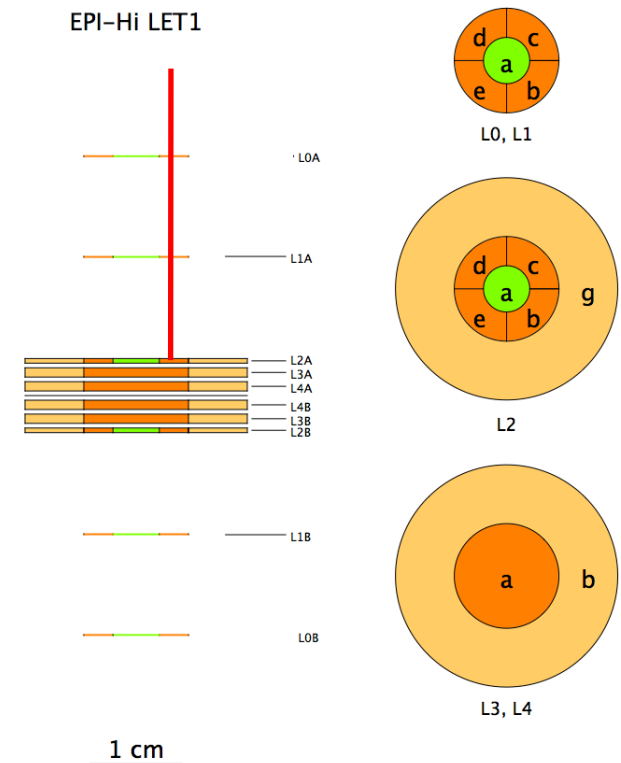 EPI–Hi LET1
L0A
L1A
L2A
L3A
L4A
L4B
L3B
L2B
L1B
L0B
1 cm
d c
a
e b
L0, L1
d c
a g
e b
L2
a b
L3, L4